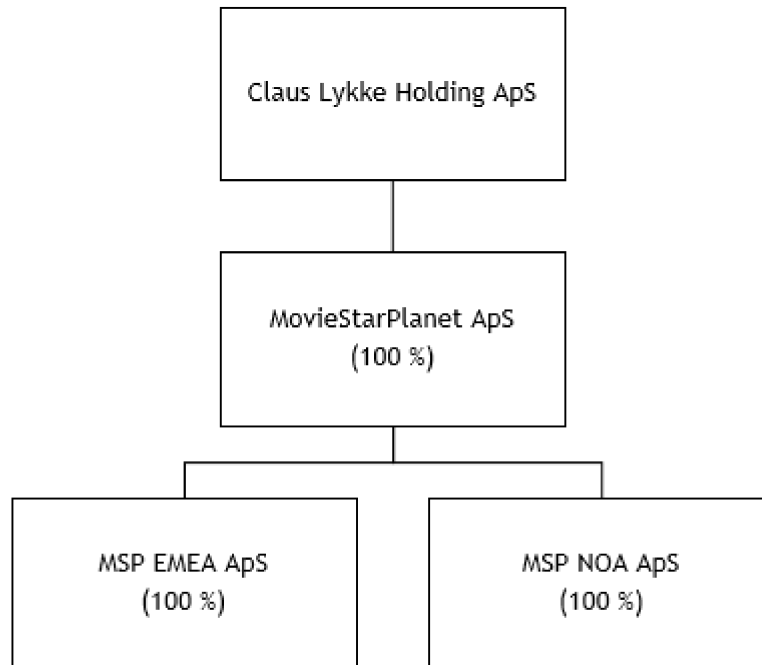 Claus Lykke Holding ApS
MovieStarPlanet ApS
(100 %)
MSP EMEA ApS
(100 %)
MSP NOA ApS
(100 %)